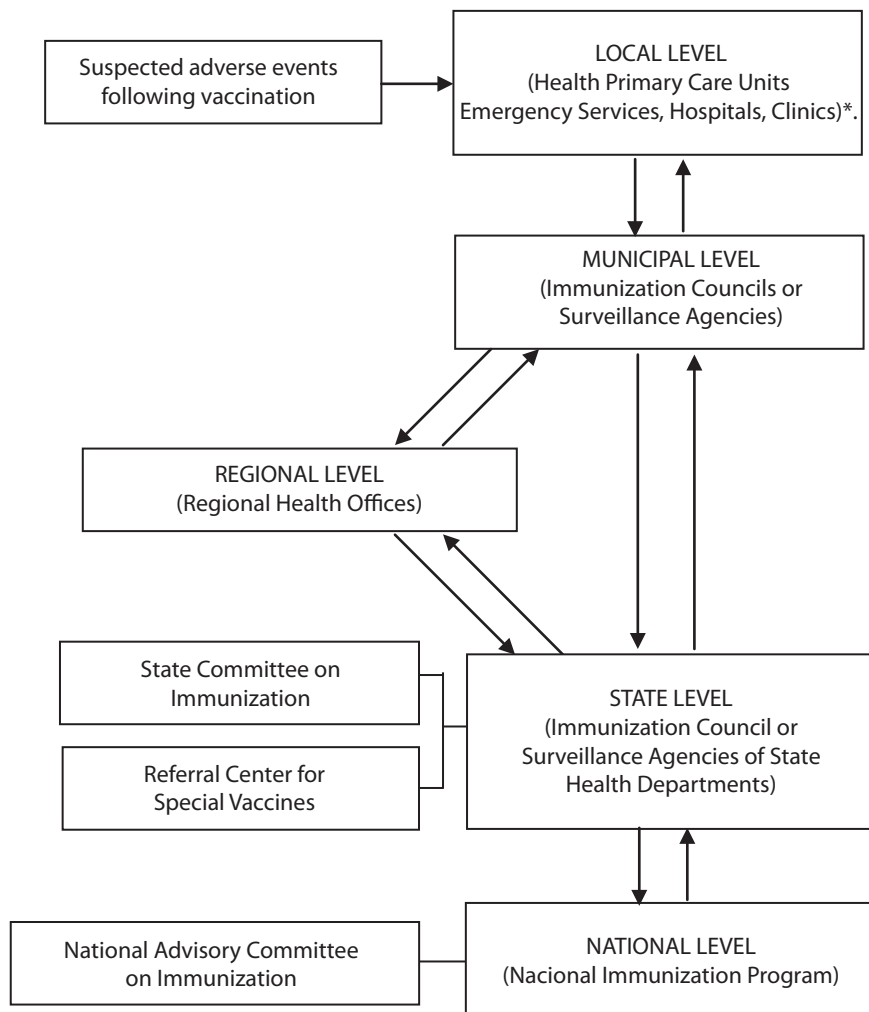 Suspected adverse events
following vaccination
LOCAL LEVEL
(Health Primary Care Units
Emergency Services, Hospitals, Clinics)*.
MUNICIPAL LEVEL
(Immunization Councils or
Surveillance Agencies)
REGIONAL LEVEL
(Regional Health Offices)
State Committee on
Immunization
Referral Center for
Special Vaccines
STATE LEVEL
(Immunization Council or
Surveillance Agencies of State
Health Departments)
National Advisory Committee
on Immunization
NATIONAL LEVEL
(Nacional Immunization Program)